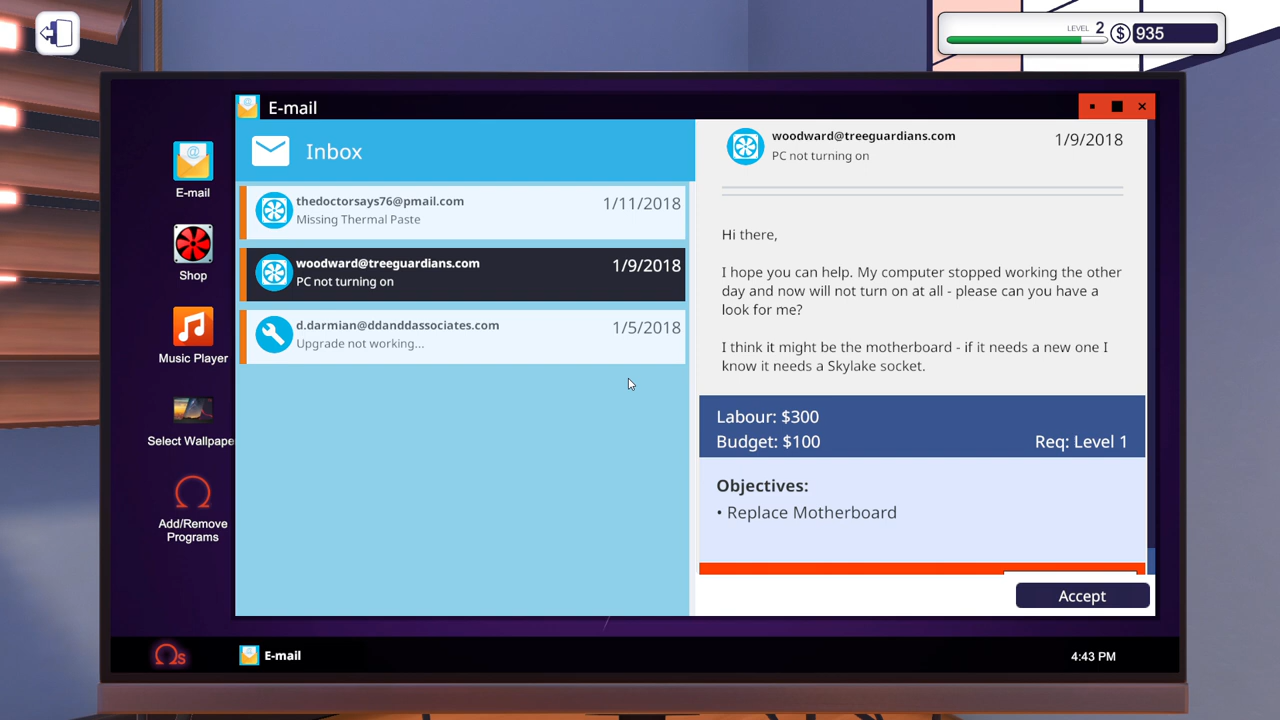 LEVEL 2
$ 935
E-mail
Inbox
thedoctorsays76@pmail.com
1/11/2018
Missing Thermal Paste
woodward@treeguardians.com
1/9/2018
PC not turning on
d.darmian@ddanddassociates.com
1/5/2018
Upgrade not working...
woodward@treeguardians.com
1/9/2018
PC not turning on
Hi there,
I hope you can help. My computer stopped working the other
day and now will not turn on at all - please can you have a
look for me?
I think it might be the motherboard - if it needs a new one I
know it needs a Skylake socket.
Labour: $300
Budget: $100
Req: Level 1
Objectives:
• Replace Motherboard
Accept
E-mail
Shop
Music Player
Select Wallpape
Add/Remove
Programs
Ωs
E-mail
4:43 PM